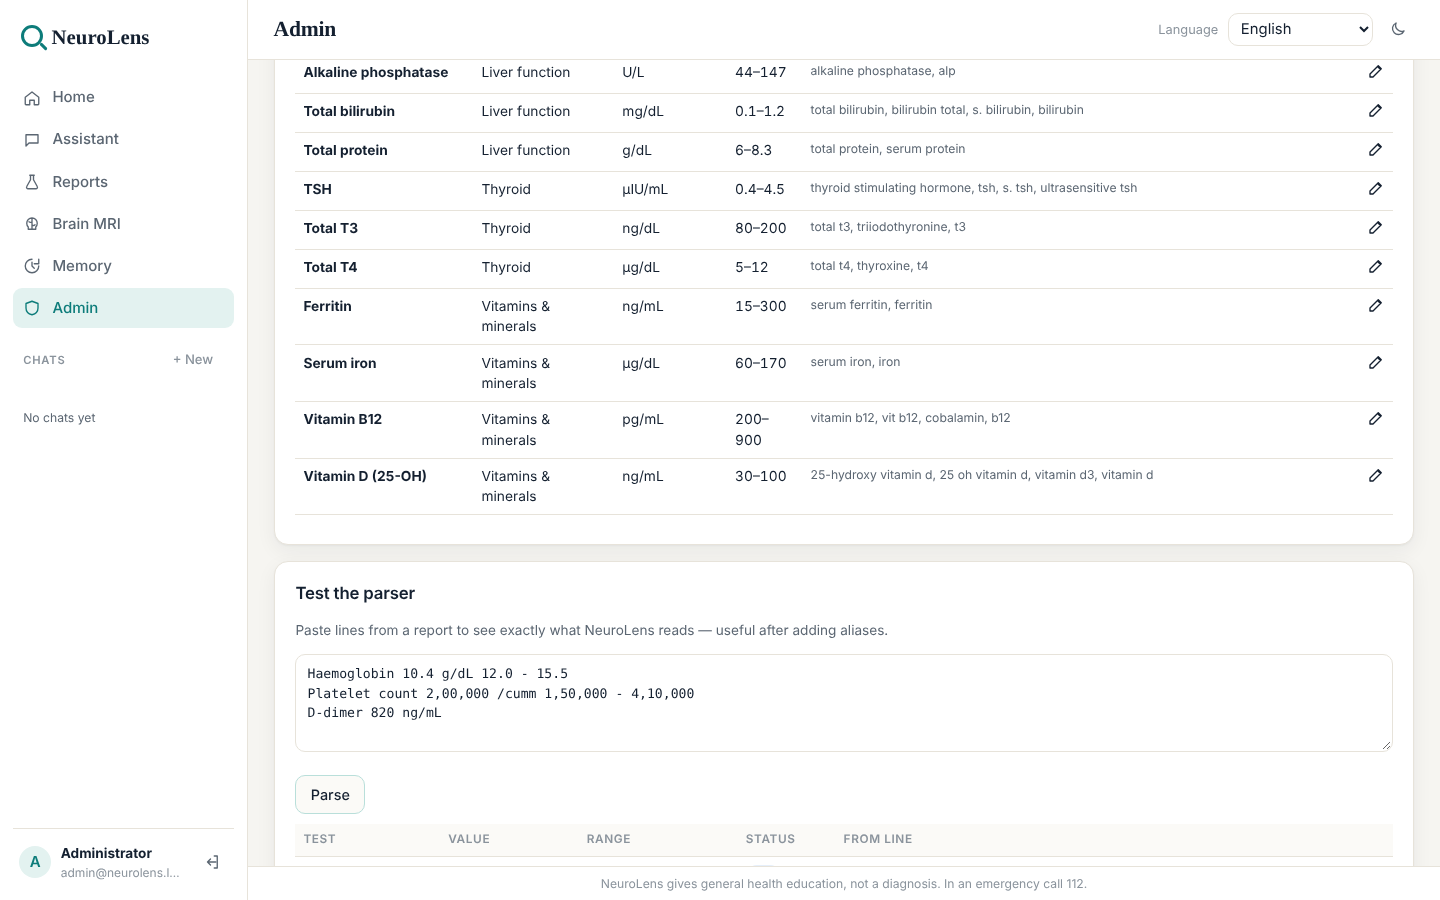 NeuroLens
Home
Assistant
Reports
Brain MRI
Memory
Admin
CHATS + New
No chats yet
A
Administrator
admin@neurolens.l...
Admin
Language English
Alkaline phosphatase Liver function U/L 44–147 alkaline phosphatase, alp
Total bilirubin Liver function mg/dL 0.1–1.2 total bilirubin, bilirubin total, s. bilirubin, bilirubin
Total protein Liver function g/dL 6–8.3 total protein, serum protein
TSH Thyroid µIU/mL 0.4–4.5 thyroid stimulating hormone, tsh, s. tsh, ultrasensitive tsh
Total T3 Thyroid ng/dL 80–200 total t3, triiodothyronine, t3
Total T4 Thyroid µg/dL 5–12 total t4, thyroxine, t4
Ferritin Vitamins & ng/mL 15–300 serum ferritin, ferritin
minerals
Serum iron Vitamins & µg/dL 60–170 serum iron, iron
minerals
Vitamin B12 Vitamins & pg/mL 200– vitamin b12, vit b12, cobalamin, b12
minerals 900
Vitamin D (25-OH) Vitamins & ng/mL 30–100 25-hydroxy vitamin d, 25 oh vitamin d, vitamin d3, vitamin d
minerals
Test the parser
Paste lines from a report to see exactly what NeuroLens reads — useful after adding aliases.
Haemoglobin 10.4 g/dL 12.0 - 15.5
Platelet count 2,00,000 /cumm 1,50,000 - 4,10,000
D-dimer 820 ng/mL
Parse
TEST VALUE RANGE STATUS FROM LINE
NeuroLens gives general health education, not a diagnosis. In an emergency call 112.